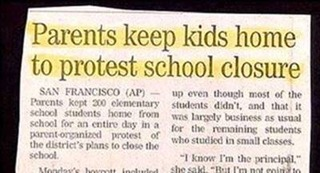 Parents keep kids home
to protest school closure
SAN FRANCISCO (AP) —
Parents kept 200 elementary
school students home from
school for an entire day in a
parent-organized protest of
the district's plans to close the
school.
Monday's boycott included
up even though most of the
students didn't, and that it
was largely business as usual
for the remaining students
who studied in small classes.
"I know I'm the principal,"
she said. "But I'm not going to